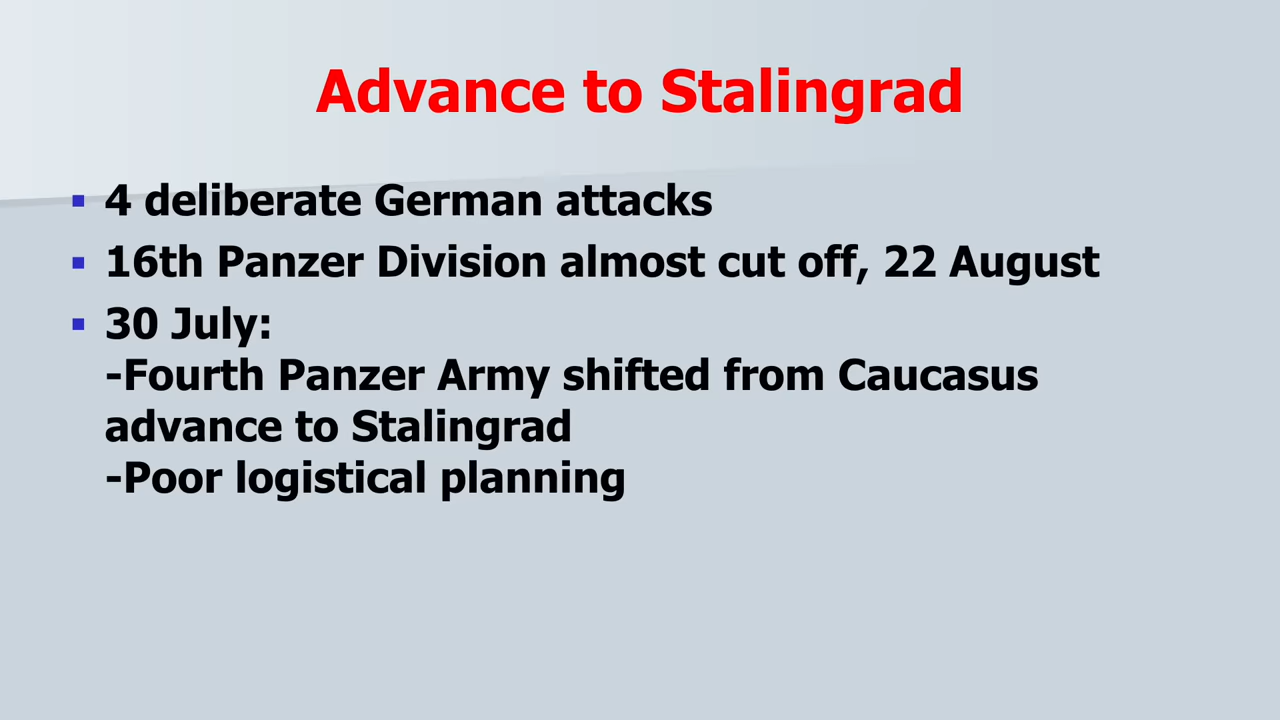 Advance to Stalingrad
▪ 4 deliberate German attacks
▪ 16th Panzer Division almost cut off, 22 August
▪ 30 July:
-Fourth Panzer Army shifted from Caucasus
advance to Stalingrad
-Poor logistical planning